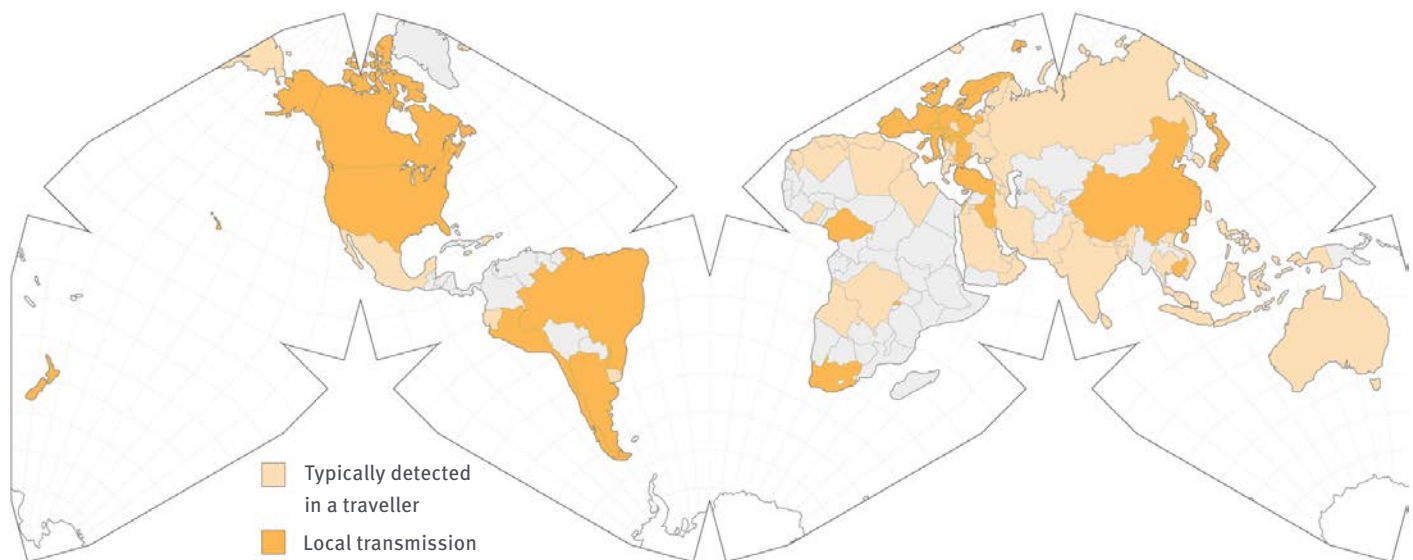 Typically detected
in a traveller
Local transmission